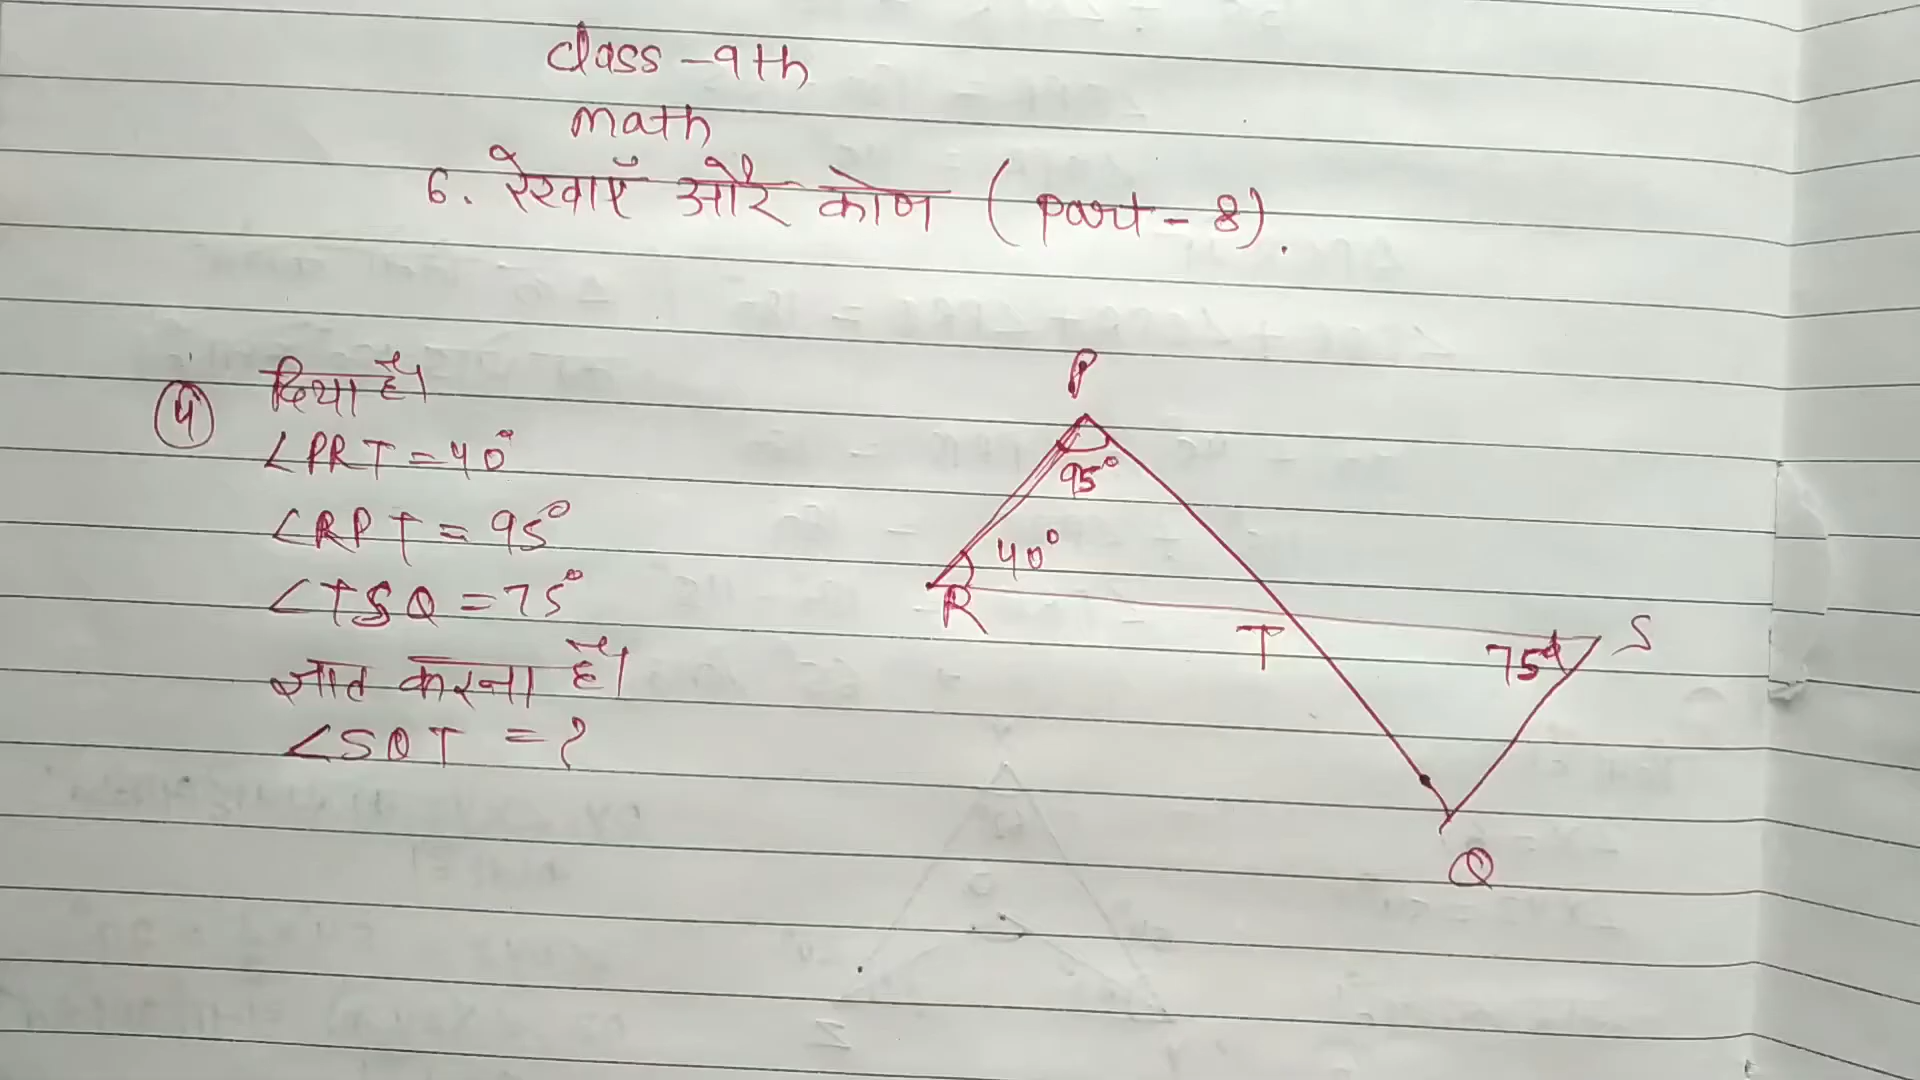 class - 9th
math
6. रेखाएँ और कोण (part - 8).
④ दिया है।
∠PRT = 40°
∠RPT = 95°
∠TSQ = 75°
ज्ञात करना है।
∠SQT = ?
P
95°
40°
R
T
75°
S
Q